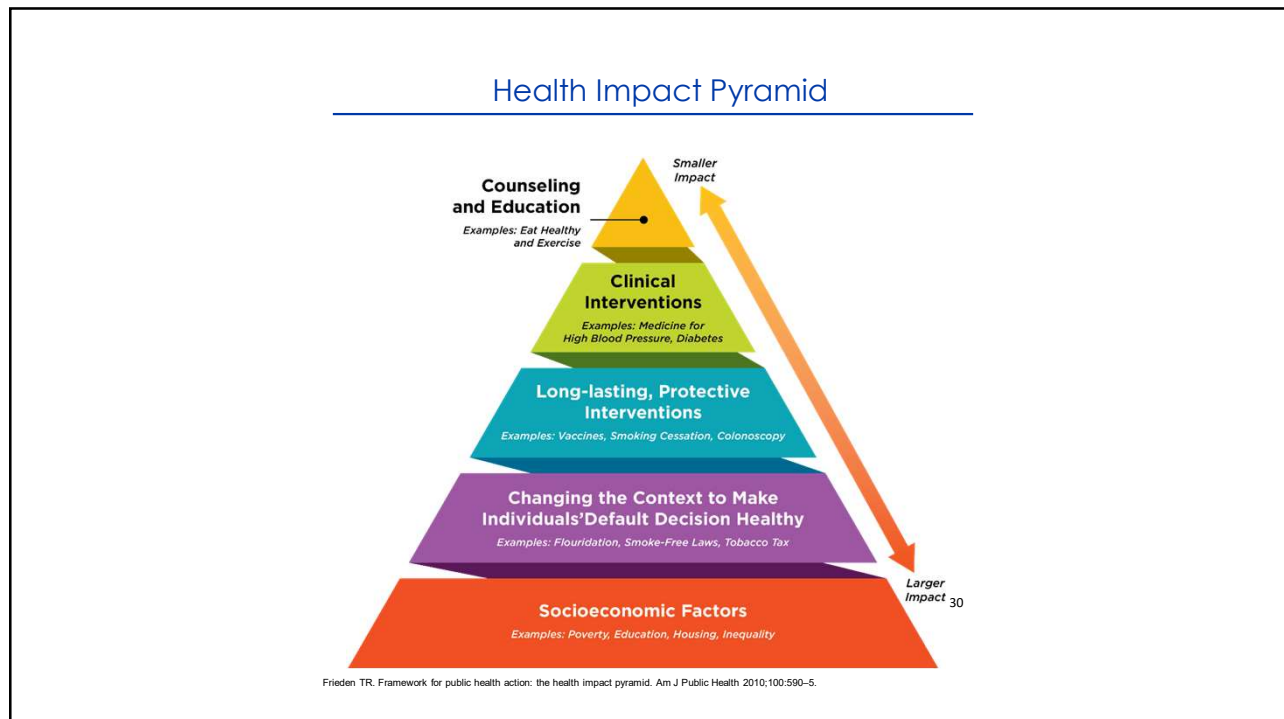 Health Impact Pyramid
Smaller
Impact
Counseling
and Education
Examples: Eat Healthy
and Exercise
Clinical
Interventions
Examples: Medicine for
High Blood Pressure, Diabetes
Long-lasting, Protective
Interventions
Examples: Vaccines, Smoking Cessation, Colonoscopy
Changing the Context to Make
Individuals'Default Decision Healthy
Examples: Flouridation, Smoke-Free Laws, Tobacco Tax
Larger
Impact
30
Socioeconomic Factors
Examples: Poverty, Education, Housing, Inequality
Frieden TR. Framework for public health action: the health impact pyramid. Am J Public Health 2010;100:590–5.